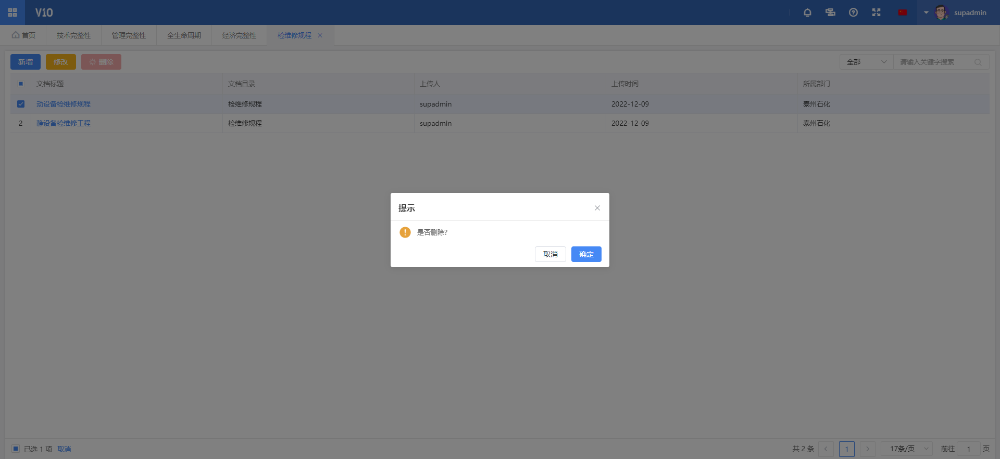 V10
supadmin
首页 技术完整性 管理完整性 全生命周期 经济完整性 检维修规程
新增 修改 删除 全部 请输入关键字搜索
文档标题 文档目录 上传人 上传时间 所属部门
动设备检维修规程 检维修规程 supadmin 2022-12-09 泰州石化
2 静设备检维修工程 检维修规程 supadmin 2022-12-09 泰州石化
提示
是否删除?
取消 确定
已选 1 项 取消 共 2 条 1 17条/页 前往 1 页